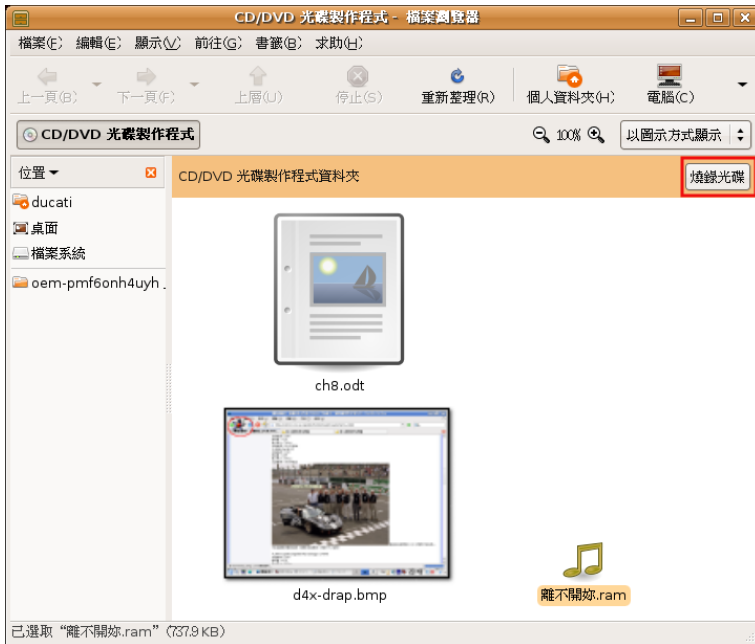 CD/DVD 光碟製作程式 - 檔案瀏覽器
檔案(F) 編輯(E) 顯示(V) 前往(G) 書籤(B) 求助(H)
上一頁(B) 下一頁(F) 上層(U) 停止(S) 重新整理(R) 個人資料夾(H) 電腦(C)
CD/DVD 光碟製作程式 100% 以圖示方式顯示
位置 CD/DVD 光碟製作程式資料夾 燒錄光碟
ducati
桌面
檔案系統
oem-pmf6onh4uyh
ch8.odt
d4x-drap.bmp 離不開妳.ram
已選取“離不開妳.ram” (737.9 KB)